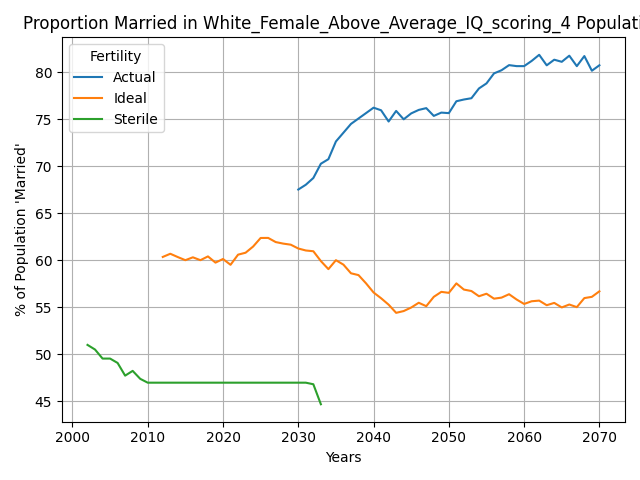 Proportion Married in White_Female_Above_Average_IQ_scoring_4 Populati
Fertility
Actual
Ideal
Sterile
80
75
70
65
60
55
50
45
% of Population 'Married'
2000 2010 2020 2030 2040 2050 2060 2070
Years